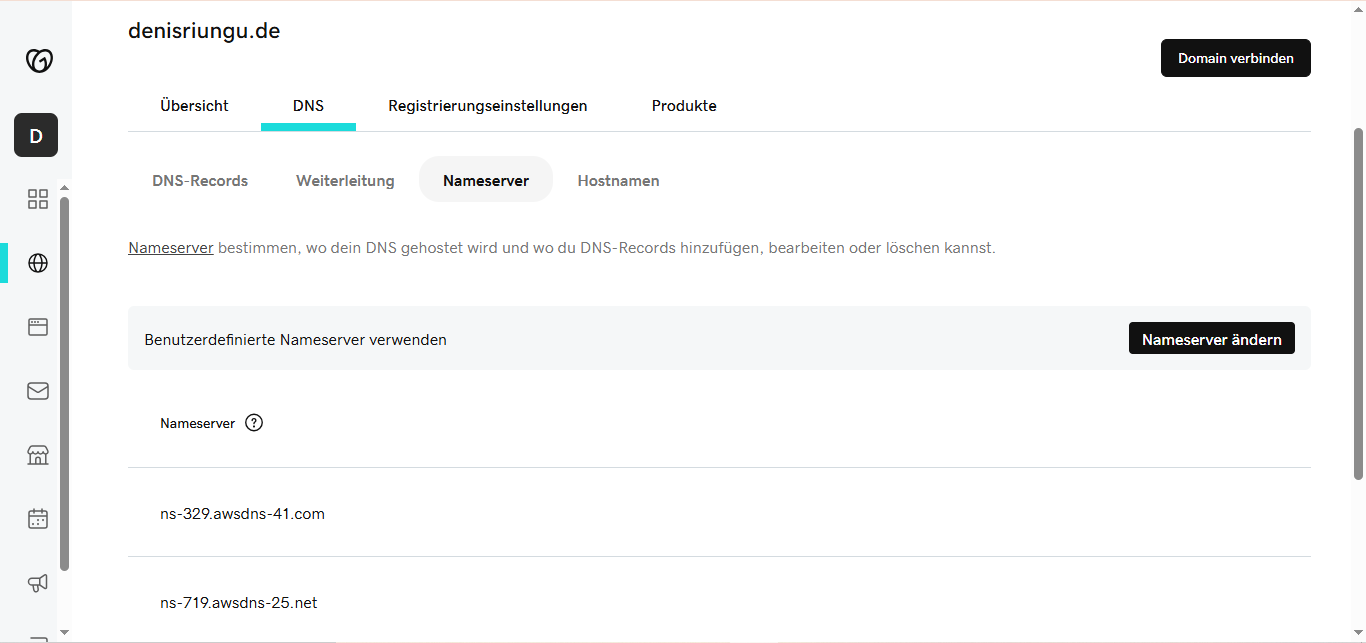 denisriungu.de
Domain verbinden
Übersicht
DNS
Registrierungseinstellungen
Produkte
D
DNS-Records
Weiterleitung
Nameserver
Hostnamen
Nameserver bestimmen, wo dein DNS gehostet wird und wo du DNS-Records hinzufügen, bearbeiten oder löschen kannst.
Benutzerdefinierte Nameserver verwenden
Nameserver ändern
Nameserver ?
ns-329.awsdns-41.com
ns-719.awsdns-25.net